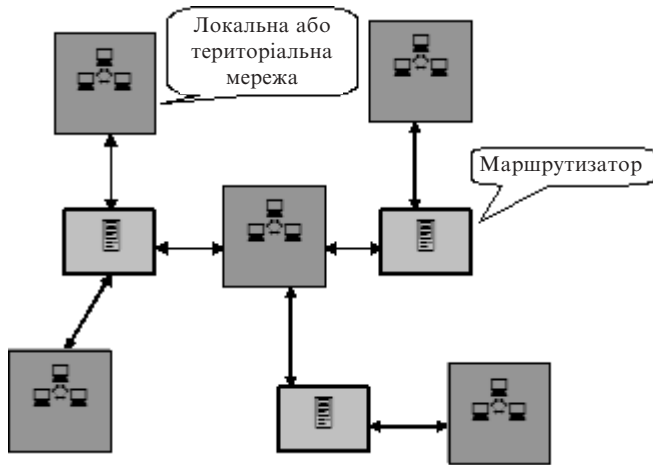 Локальна або
територіальна
мережа
Маршрутизатор